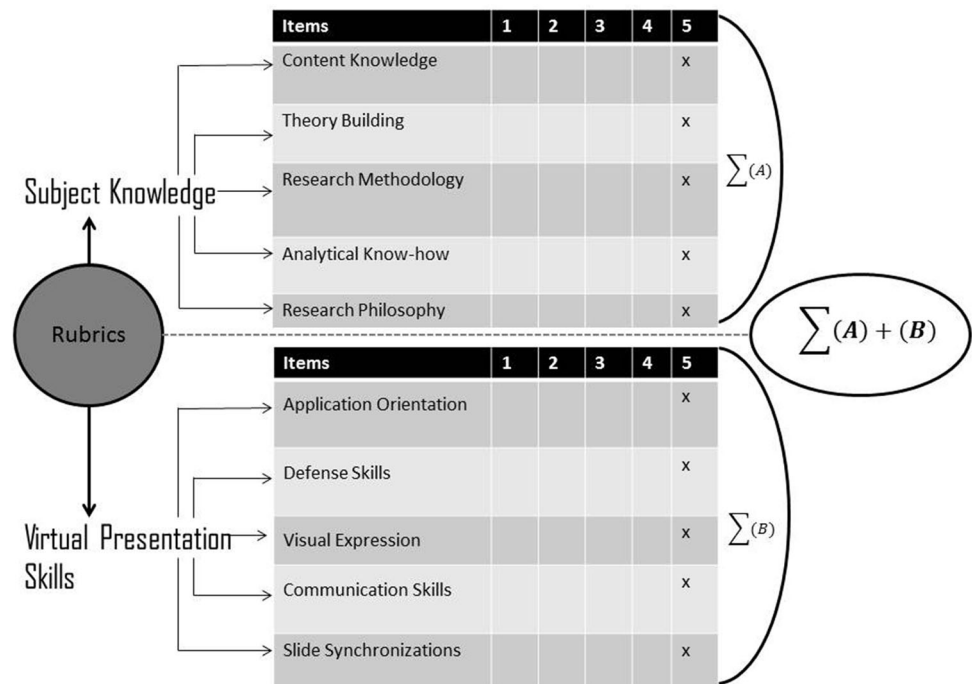 Items 1 2 3 4 5
Content Knowledge x
Theory Building x
Research Methodology x
Analytical Know-how x
Research Philosophy x
∑(A)
Subject Knowledge
Rubrics
∑(A) + (B)
Items 1 2 3 4 5
Application Orientation x
Defense Skills x
Visual Expression x
Communication Skills x
Slide Synchronizations x
∑(B)
Virtual Presentation
Skills